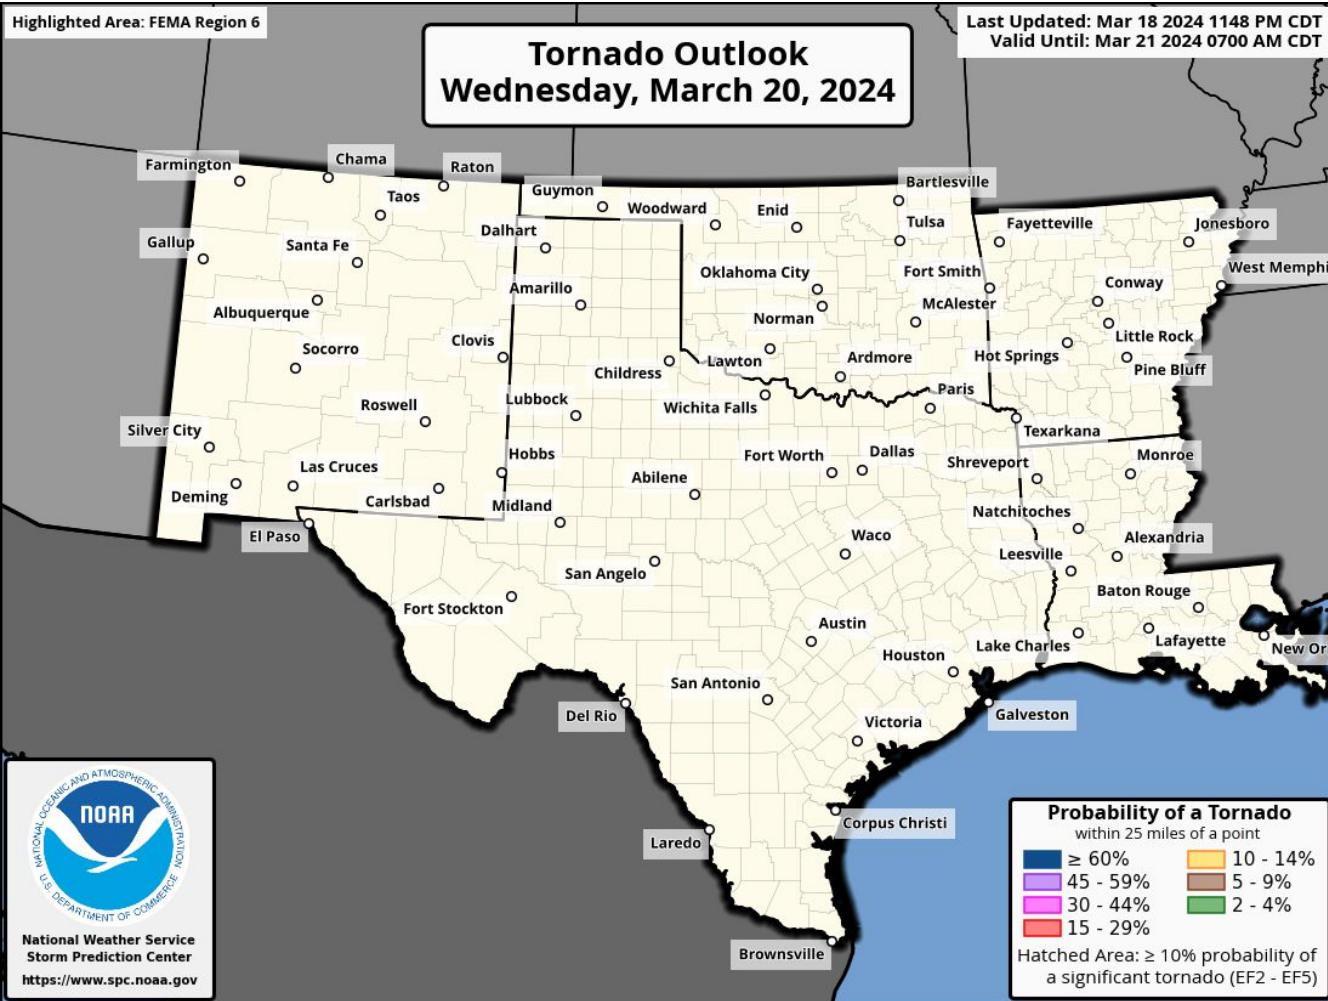 Highlighted Area: FEMA Region 6
Last Updated: Mar 18 2024 1148 PM CDT
Valid Until: Mar 21 2024 0700 AM CDT
Tornado Outlook
Wednesday, March 20, 2024
Farmington
Chama
Raton
Taos
Guymon
Woodward
Enid
Bartlesville
Tulsa
Fayetteville
Jonesboro
Gallup
Santa Fe
Dalhart
Oklahoma City
Fort Smith
West Memphi
Amarillo
Conway
Albuquerque
Norman
McAlester
Socorro
Clovis
Little Rock
Childress
Lawton
Ardmore
Hot Springs
Pine Bluff
Roswell
Lubbock
Wichita Falls
Paris
Silver City
Texarkana
Las Cruces
Hobbs
Fort Worth
Dallas
Shreveport
Monroe
Deming
Carlsbad
Midland
Abilene
Natchitoches
El Paso
Waco
Leesville
Alexandria
San Angelo
Fort Stockton
Baton Rouge
Austin
Lake Charles
Lafayette
New Or
Houston
San Antonio
Del Rio
Victoria
Galveston
Laredo
Corpus Christi
Brownsville
NATIONAL OCEANIC AND ATMOSPHERIC ADMINISTRATION
NOAA
U.S. DEPARTMENT OF COMMERCE
National Weather Service
Storm Prediction Center
https://www.spc.noaa.gov
Probability of a Tornado
within 25 miles of a point
≥ 60%
45 - 59%
30 - 44%
15 - 29%
10 - 14%
5 - 9%
2 - 4%
Hatched Area: ≥ 10% probability of
a significant tornado (EF2 - EF5)